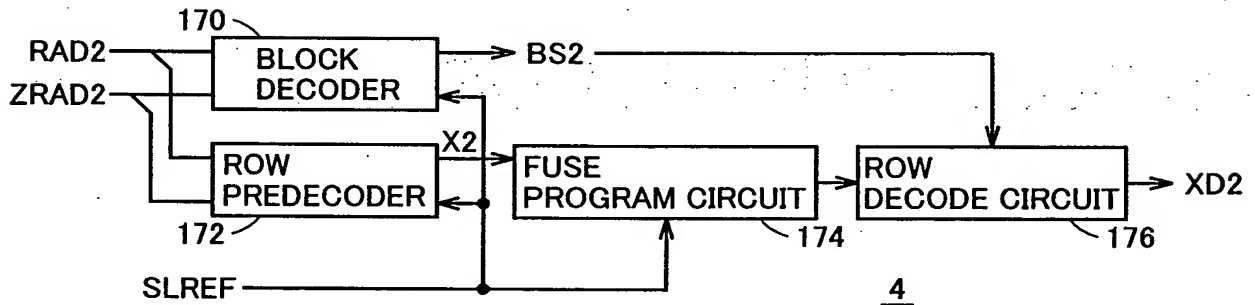 170
RAD2
BLOCK
DECODER
BS2
ZRAD2
X2
ROW
PREDECODER
FUSE
PROGRAM CIRCUIT
ROW
DECODE CIRCUIT
XD2
172
174
176
SLREF
4